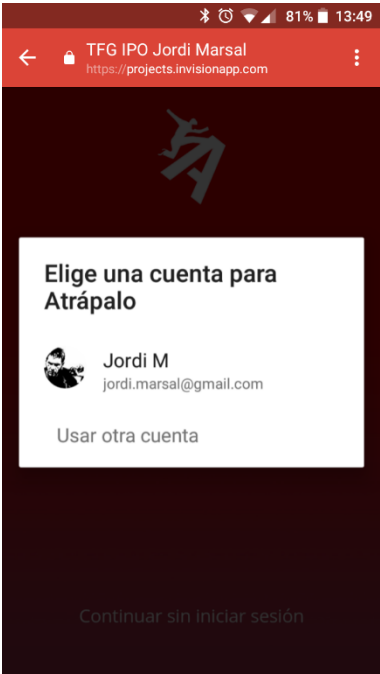 81% 13:49
TFG IPO Jordi Marsal
https://projects.invisionapp.com
Elige una cuenta para
Atrápalo
Jordi M
jordi.marsal@gmail.com
Usar otra cuenta
Continuar sin iniciar sesión